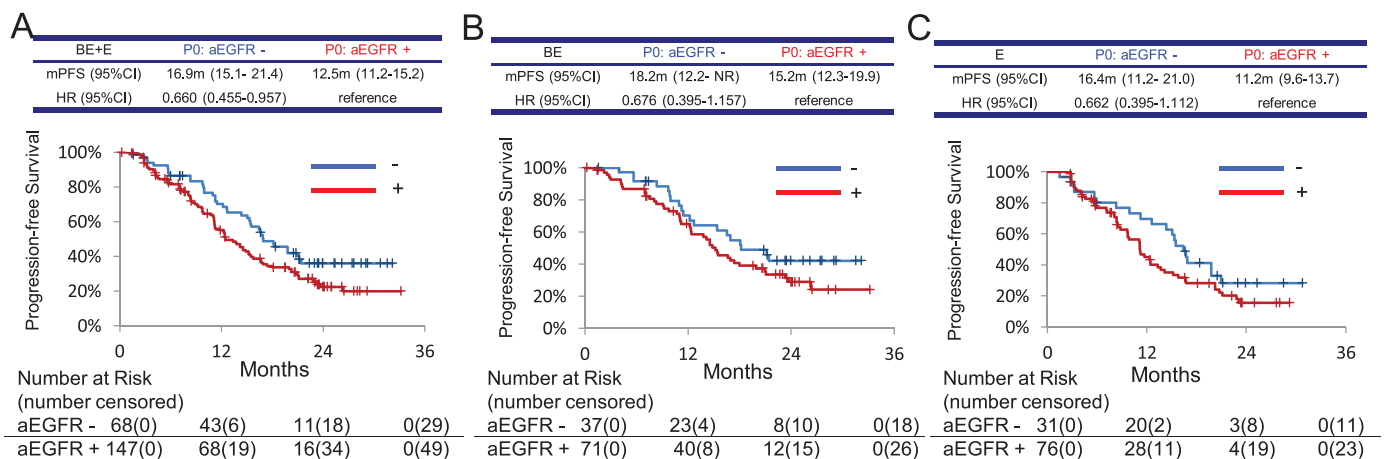 A
BE+E P0: aEGFR - P0: aEGFR +
mPFS (95%CI) 16.9m (15.1- 21.4) 12.5m (11.2-15.2)
HR (95%CI) 0.660 (0.455-0.957) reference
Progression-free Survival
100%
80%
60%
40%
20%
0%
-
+
0 12 24 36
Months
Number at Risk
(number censored)
aEGFR - 68(0) 43(6) 11(18) 0(29)
aEGFR + 147(0) 68(19) 16(34) 0(49)
B
BE P0: aEGFR - P0: aEGFR +
mPFS (95%CI) 18.2m (12.2- NR) 15.2m (12.3-19.9)
HR (95%CI) 0.676 (0.395-1.157) reference
Progression-free Survival
100%
80%
60%
40%
20%
0%
-
+
0 12 24 36
Months
Number at Risk
(number censored)
aEGFR - 37(0) 23(4) 8(10) 0(18)
aEGFR + 71(0) 40(8) 12(15) 0(26)
C
E P0: aEGFR - P0: aEGFR +
mPFS (95%CI) 16.4m (11.2- 21.0) 11.2m (9.6-13.7)
HR (95%CI) 0.662 (0.395-1.112) reference
Progression-free Survival
100%
80%
60%
40%
20%
0%
-
+
0 12 24 36
Months
Number at Risk
(number censored)
aEGFR - 31(0) 20(2) 3(8) 0(11)
aEGFR + 76(0) 28(11) 4(19) 0(23)